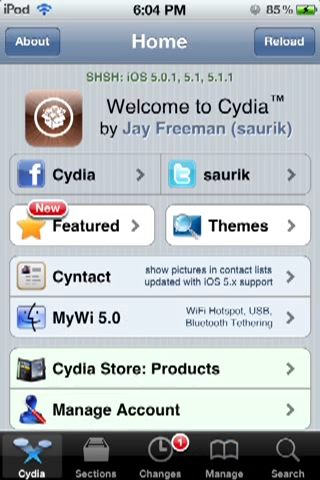 iPod 6:04 PM 85%
About Home Reload
SHSH: iOS 5.0.1, 5.1, 5.1.1
Welcome to Cydia™
by Jay Freeman (saurik)
Cydia saurik
New
Featured Themes
Cyntact show pictures in contact lists
updated with iOS 5.x support
MyWi 5.0 WiFi Hotspot, USB,
Bluetooth Tethering
Cydia Store: Products
Manage Account
1
Cydia Sections Changes Manage Search